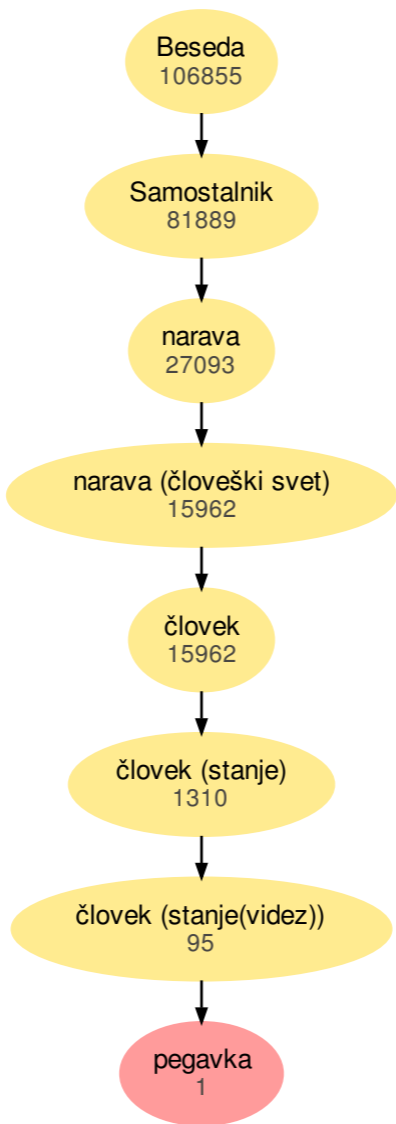 Beseda
106855
Samostalnik
81889
narava
27093
narava (človeški svet)
15962
človek
15962
človek (stanje)
1310
človek (stanje(videz))
95
pegavka
1